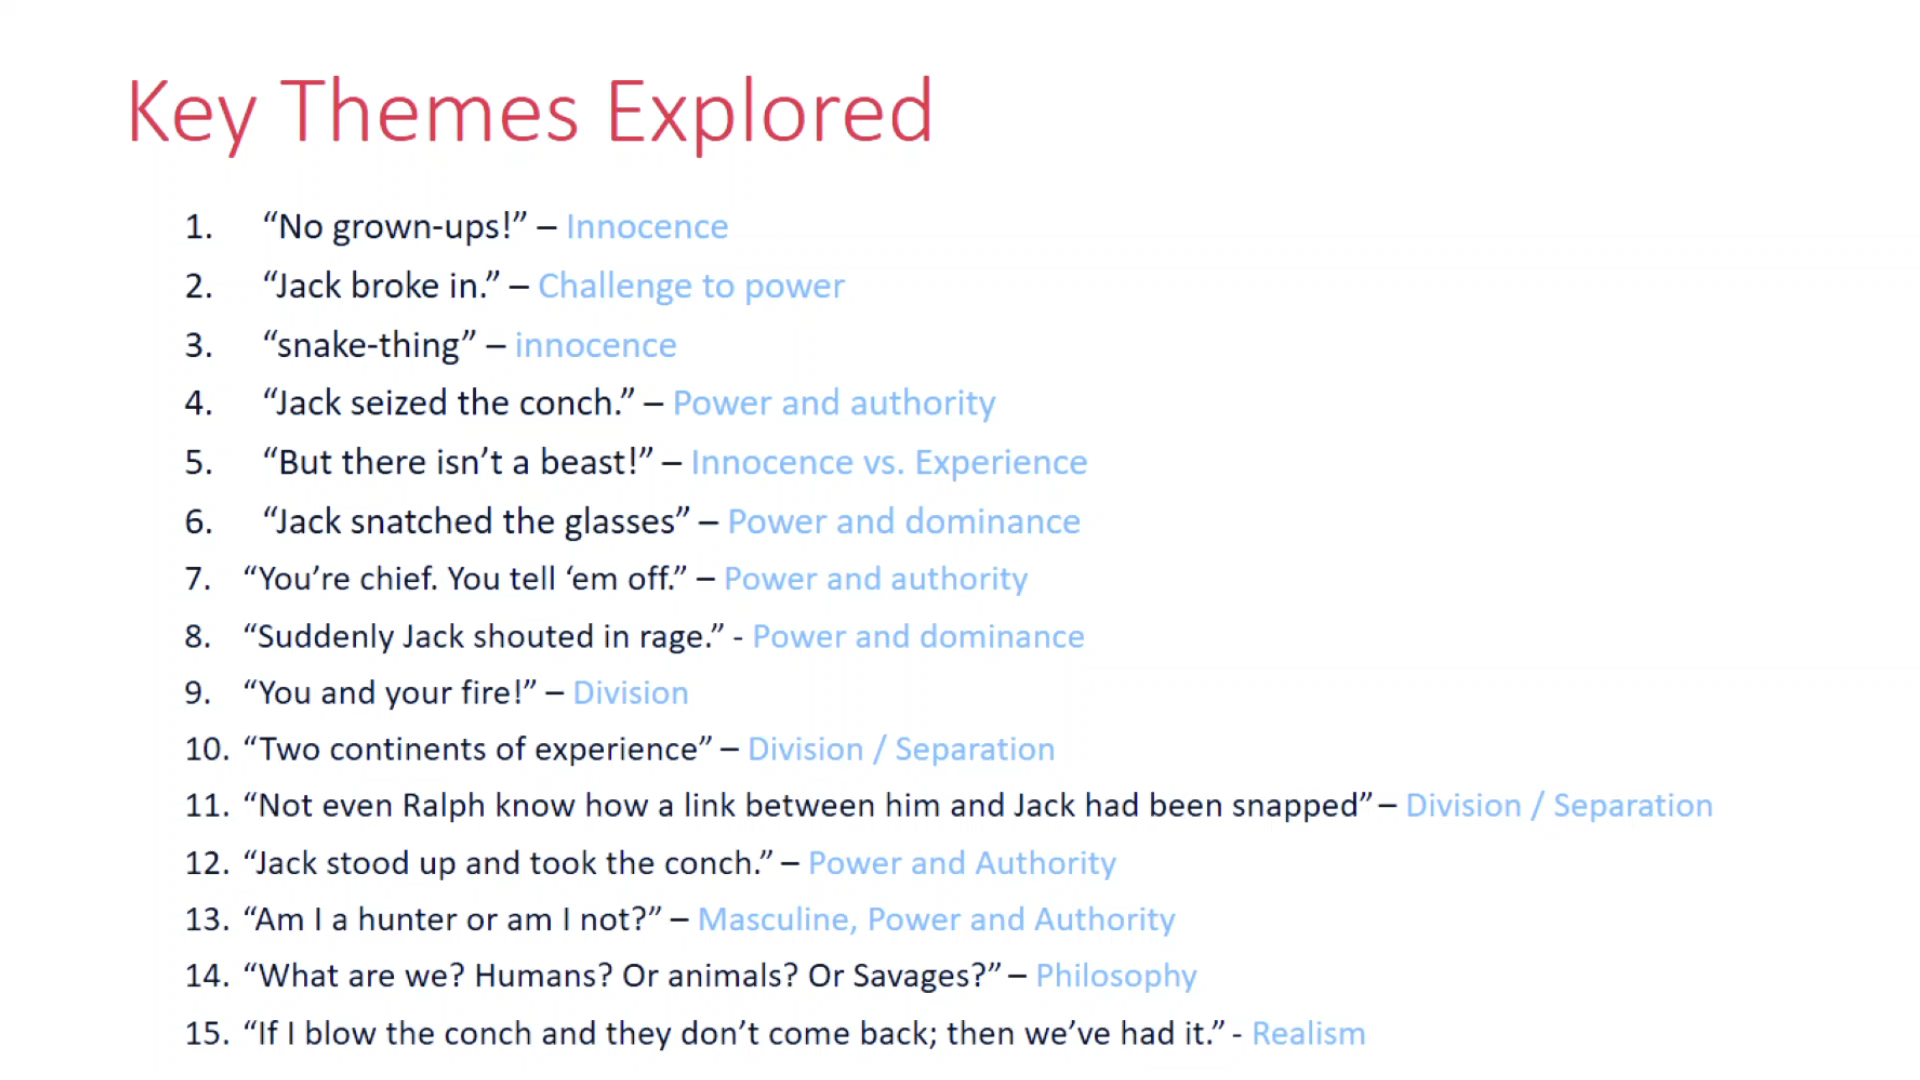 Key Themes Explored
1. “No grown-ups!” – Innocence
2. “Jack broke in.” – Challenge to power
3. “snake-thing” – innocence
4. “Jack seized the conch.” – Power and authority
5. “But there isn’t a beast!” – Innocence vs. Experience
6. “Jack snatched the glasses” – Power and dominance
7. “You’re chief. You tell ‘em off.” – Power and authority
8. “Suddenly Jack shouted in rage.” - Power and dominance
9. “You and your fire!” – Division
10. “Two continents of experience” – Division / Separation
11. “Not even Ralph know how a link between him and Jack had been snapped” – Division / Separation
12. “Jack stood up and took the conch.” – Power and Authority
13. “Am I a hunter or am I not?” – Masculine, Power and Authority
14. “What are we? Humans? Or animals? Or Savages?” – Philosophy
15. “If I blow the conch and they don’t come back; then we’ve had it.” - Realism